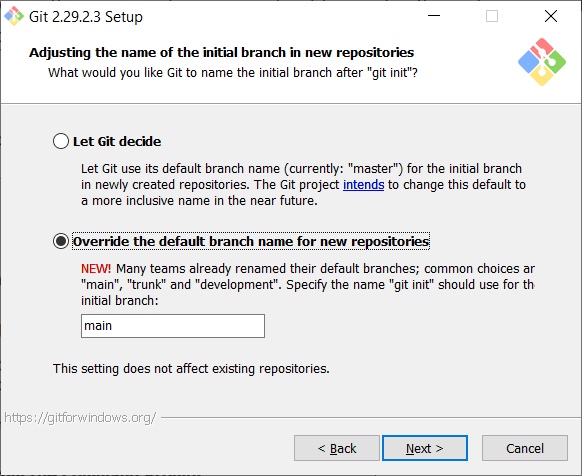 Git 2.29.2.3 Setup
Adjusting the name of the initial branch in new repositories
What would you like Git to name the initial branch after "git init"?
Let Git decide
Let Git use its default branch name (currently: "master") for the initial branch
in newly created repositories. The Git project intends to change this default to
a more inclusive name in the near future.
Override the default branch name for new repositories
NEW! Many teams already renamed their default branches; common choices ar
"main", "trunk" and "development". Specify the name "git init" should use for the
initial branch:
main
This setting does not affect existing repositories.
https://gitforwindows.org/
< Back
Next >
Cancel